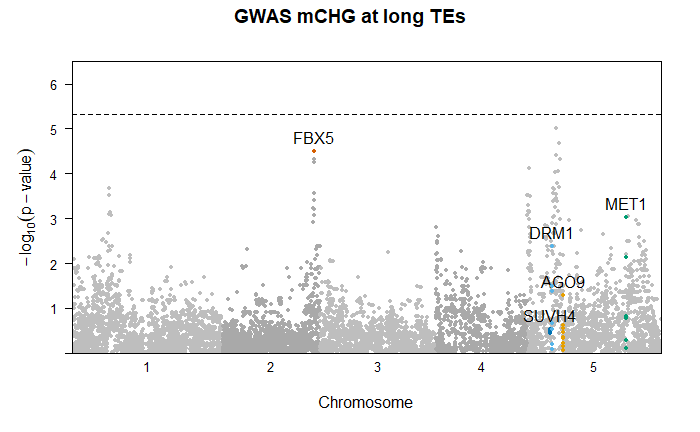 GWAS mCHG at long TEs
6
5
4
3
2
1
−log10(p − value)
FBX5
MET1
DRM1
AGO9
SUVH4
1 2 3 4 5
Chromosome